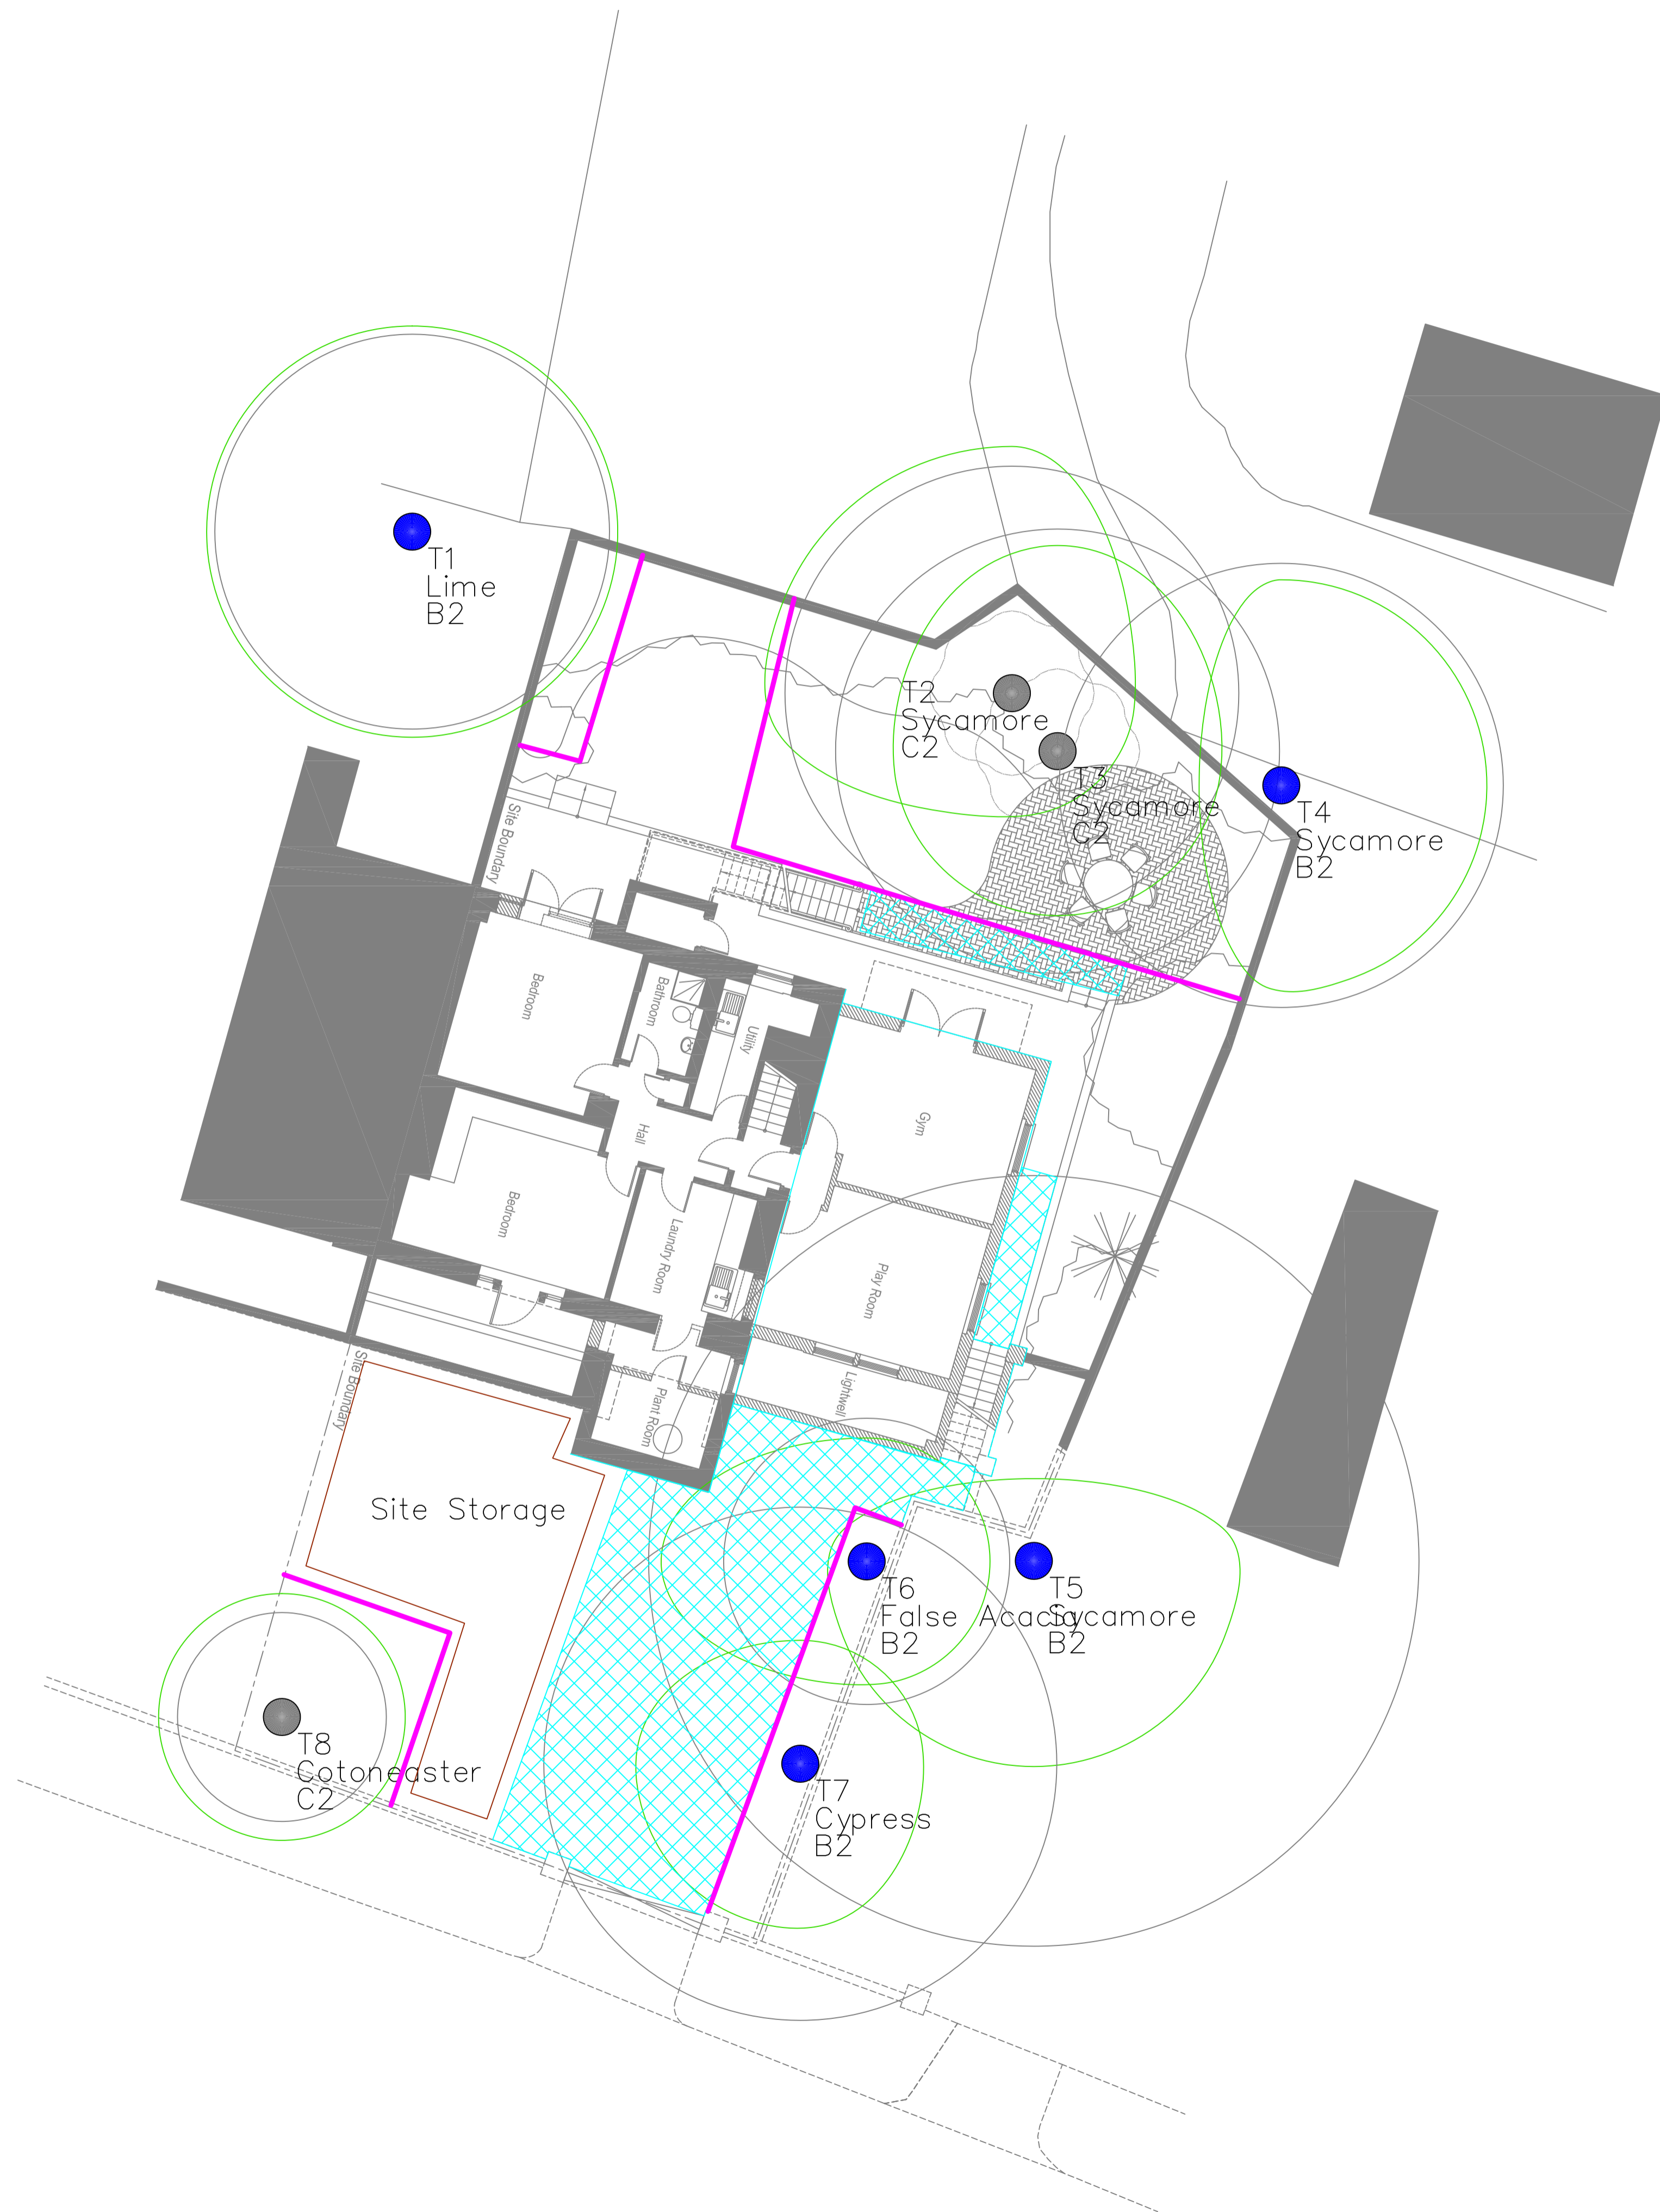 T1
Lime
B2
T2
Sycamore
C2
T3
Sycamore
C2
T4
Sycamore
B2
Site Boundary
Bedroom
Bathroom
Utility
Gym
Hall
Bedroom
Laundry Room
Play Room
Lightwell
Plant Room
Site Boundary
Site Storage
T6
False Acacia
B2
T5
Sycamore
B2
T8
Cotoneaster
C2
T7
Cypress
B2